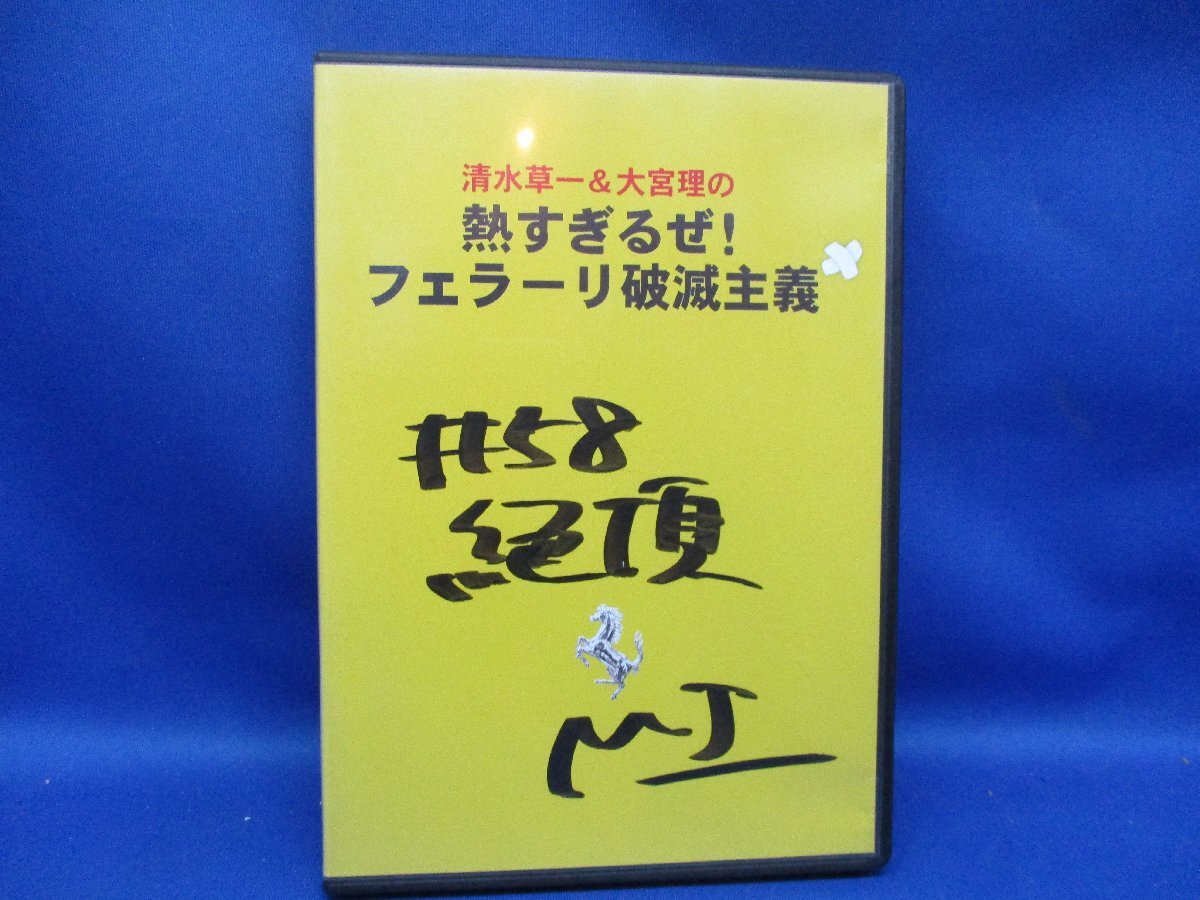 清水草一&大宮理の
熱すぎるぜ!
フェラーリ破滅主義
#58
絶頂
MJ